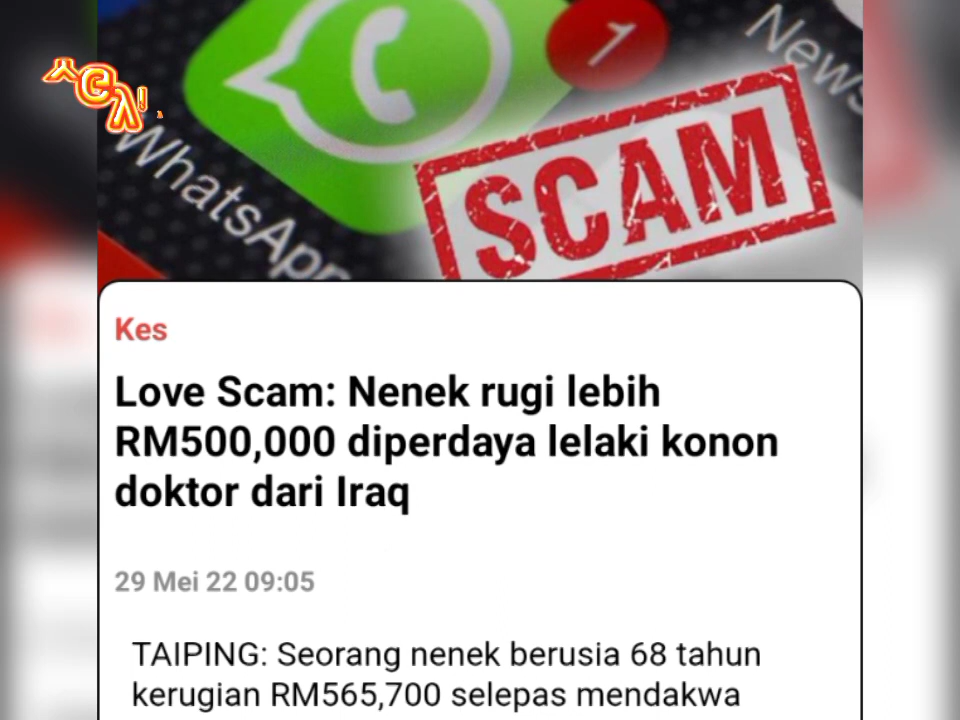 1
News
WhatsApp
SCAM
Kes
Love Scam: Nenek rugi lebih
RM500,000 diperdaya lelaki konon
doktor dari Iraq
29 Mei 22 09:05
TAIPING: Seorang nenek berusia 68 tahun
kerugian RM565,700 selepas mendakwa